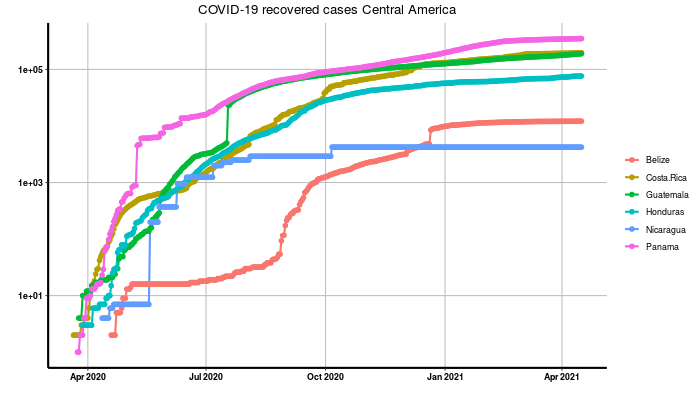 COVID-19 recovered cases Central America
1e+05
1e+03
1e+01
Apr 2020
Jul 2020
Oct 2020
Jan 2021
Apr 2021
Belize
Costa.Rica
Guatemala
Honduras
Nicaragua
Panama